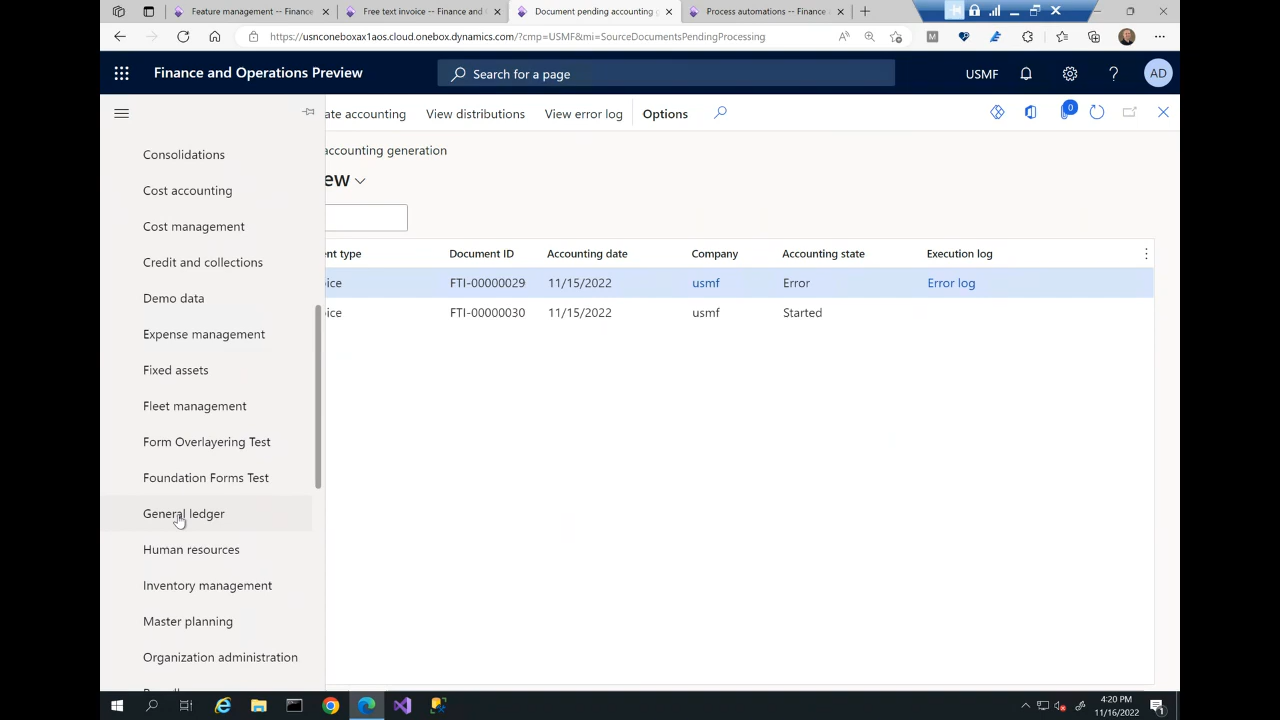 Feature management -- Finance
Free text invoice -- Finance and
Document pending accounting g
Process automations -- Finance
https://usnconeboxax1aos.cloud.onebox.dynamics.com/?cmp=USMF&mi=SourceDocumentsPendingProcessing
Finance and Operations Preview
Search for a page
USMF
AD
ate accounting
View distributions
View error log
Options
0
accounting generation
ew
ent type
Document ID
Accounting date
Company
Accounting state
Execution log
ice
FTI-00000029
11/15/2022
usmf
Error
Error log
ice
FTI-00000030
11/15/2022
usmf
Started
Consolidations
Cost accounting
Cost management
Credit and collections
Demo data
Expense management
Fixed assets
Fleet management
Form Overlayering Test
Foundation Forms Test
General ledger
Human resources
Inventory management
Master planning
Organization administration
4:20 PM
11/16/2022
1